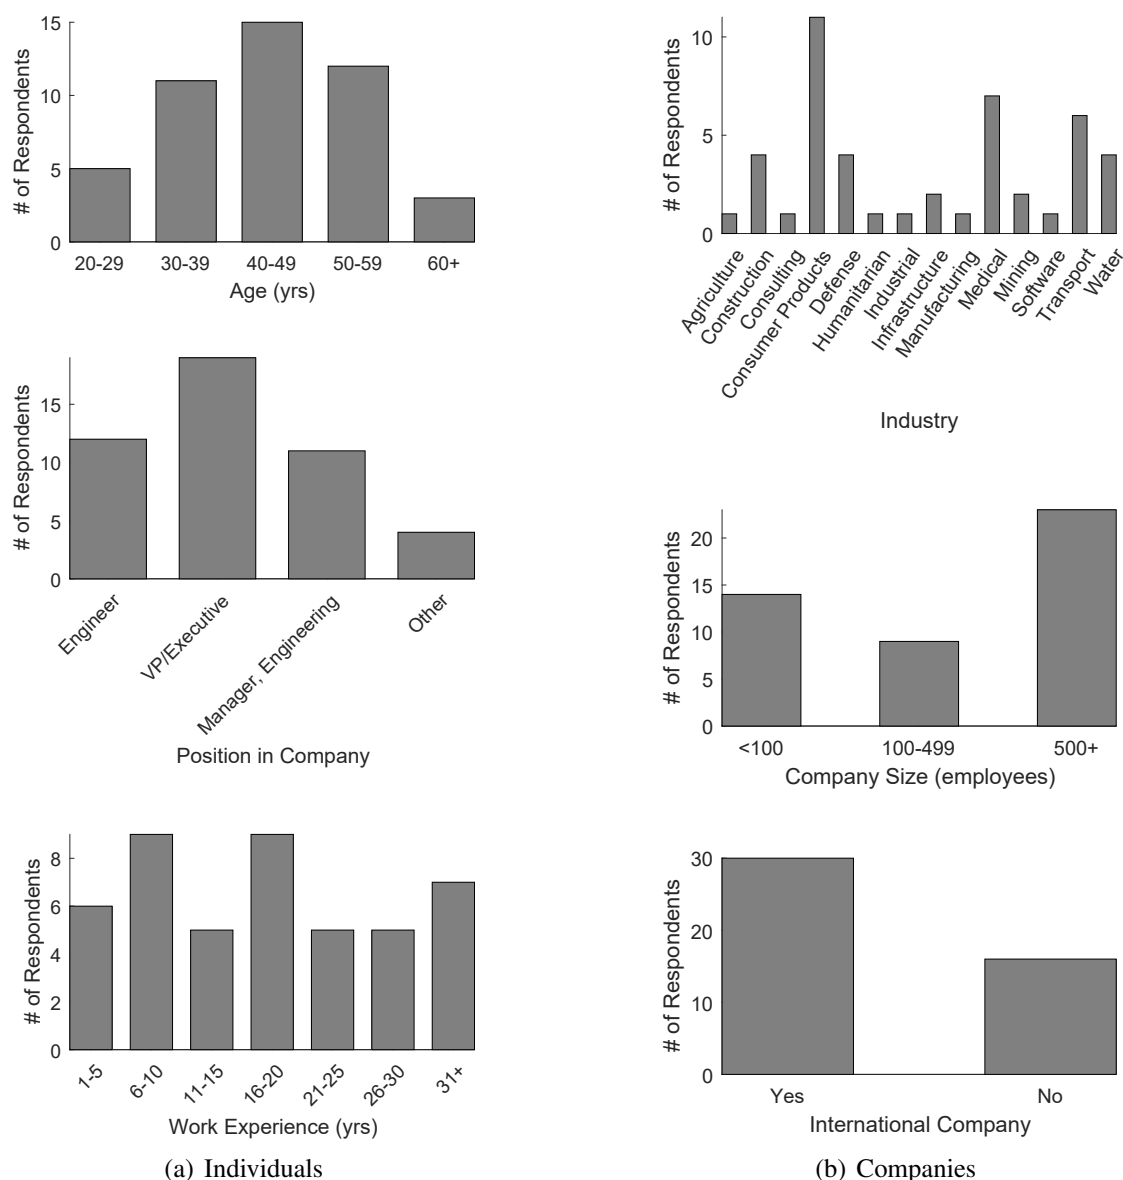 15
10
5
0
# of Respondents
20-29 30-39 40-49 50-59 60+
Age (yrs)
15
10
5
0
# of Respondents
Engineer
VP/Executive
Manager, Engineering
Other
Position in Company
8
6
4
2
0
# of Respondents
1-5
6-10
11-15
16-20
21-25
26-30
31+
Work Experience (yrs)
(a) Individuals
10
5
0
# of Respondents
Agriculture
Construction
Consulting
Consumer Products
Defense
Humanitarian
Industrial
Infrastructure
Manufacturing
Medical
Mining
Software
Transport
Water
Industry
20
15
10
5
0
# of Respondents
<100 100-499 500+
Company Size (employees)
30
20
10
0
# of Respondents
Yes No
International Company
(b) Companies